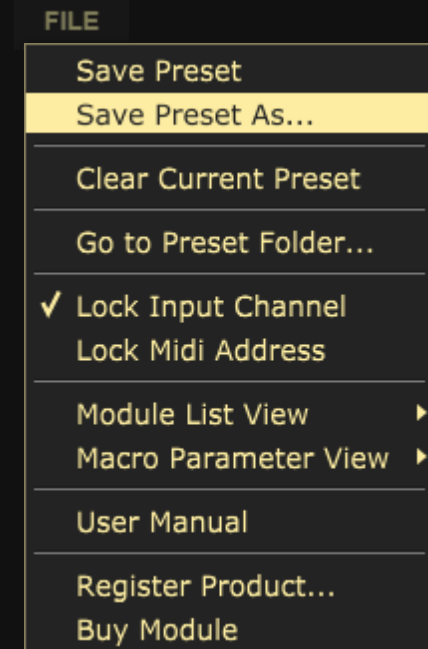 FILE
Save Preset
Save Preset As...
Clear Current Preset
Go to Preset Folder...
✓ Lock Input Channel
Lock Midi Address
Module List View
Macro Parameter View
User Manual
Register Product...
Buy Module